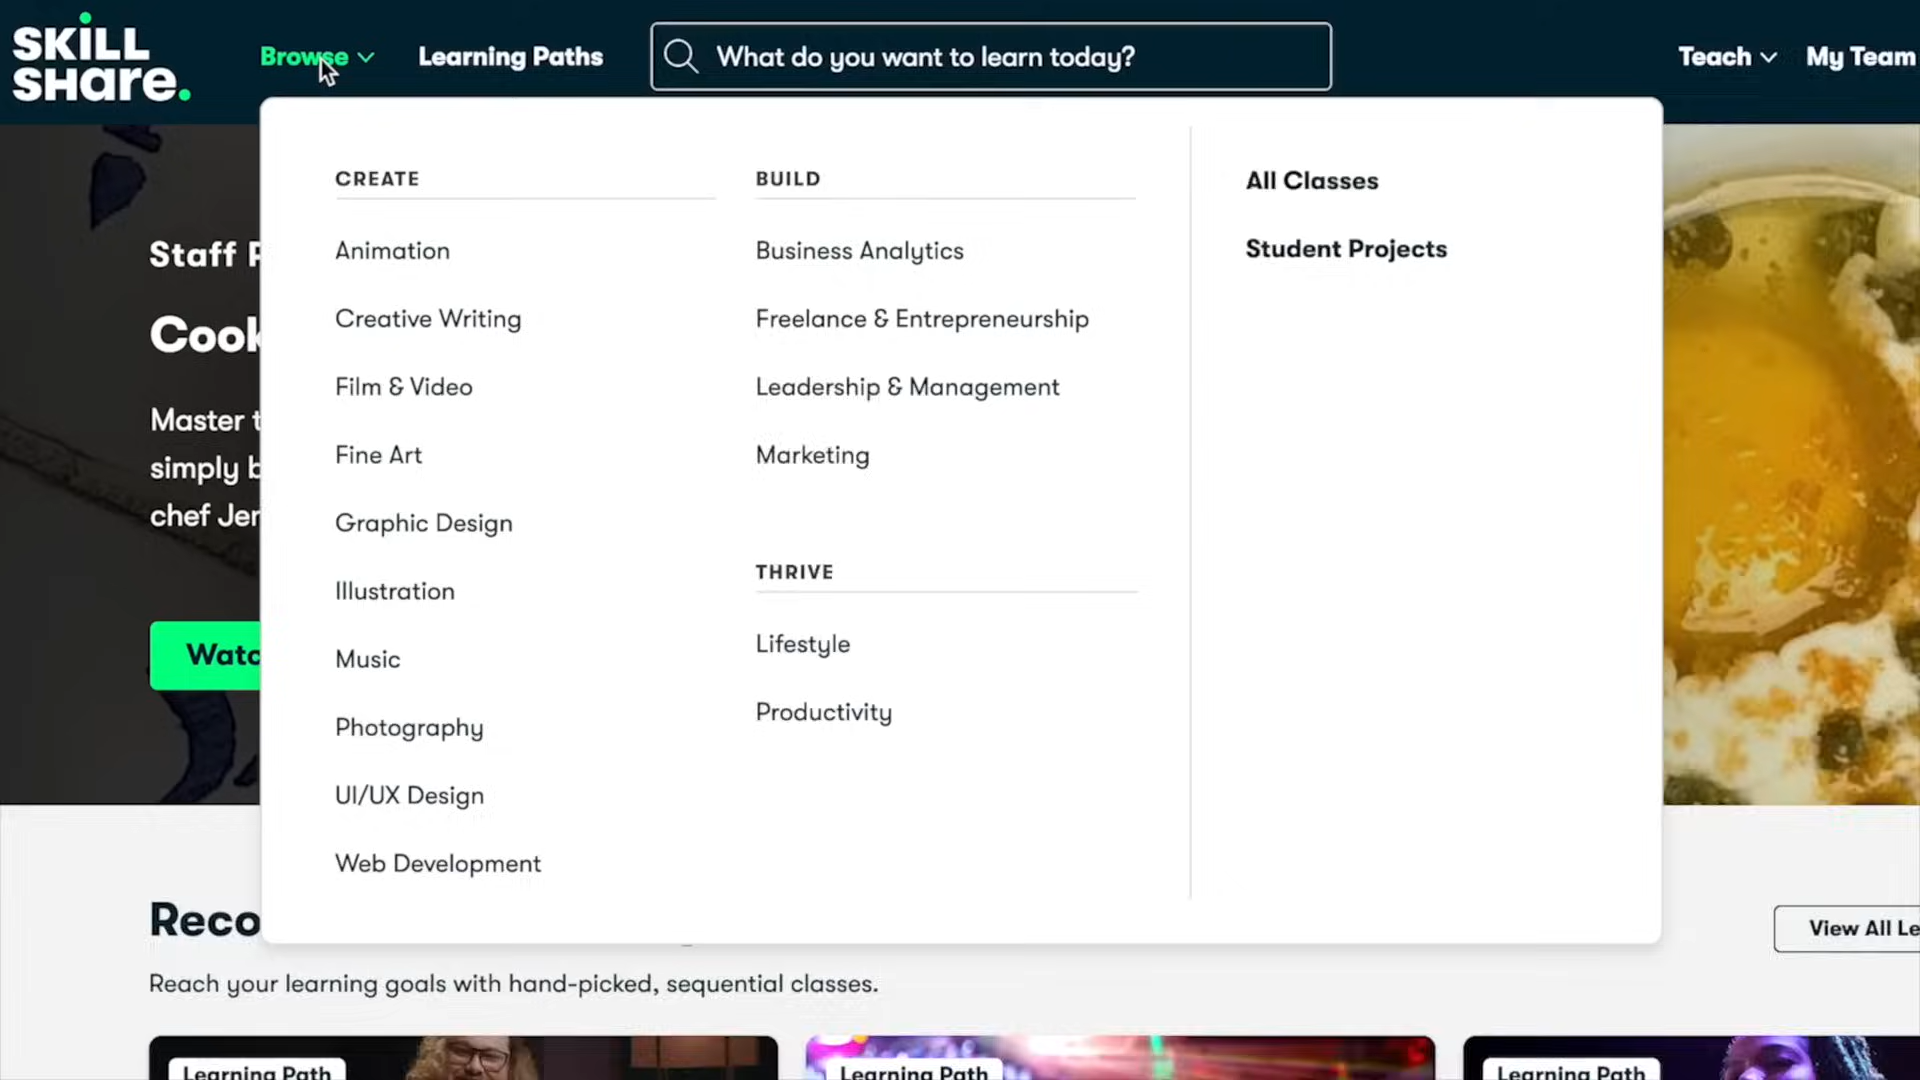 SKiLL
SHare.
Browse
Learning Paths
What do you want to learn today?
Teach
My Team
CREATE
Animation
Creative Writing
Film & Video
Fine Art
Graphic Design
Illustration
Music
Photography
UI/UX Design
Web Development
BUILD
Business Analytics
Freelance & Entrepreneurship
Leadership & Management
Marketing
THRIVE
Lifestyle
Productivity
All Classes
Student Projects
Staff
Cook
Master
simply
chef Jen
Watc
Reco
View All Le
Reach your learning goals with hand-picked, sequential classes.
Learning Path
Learning Path
Learning Path